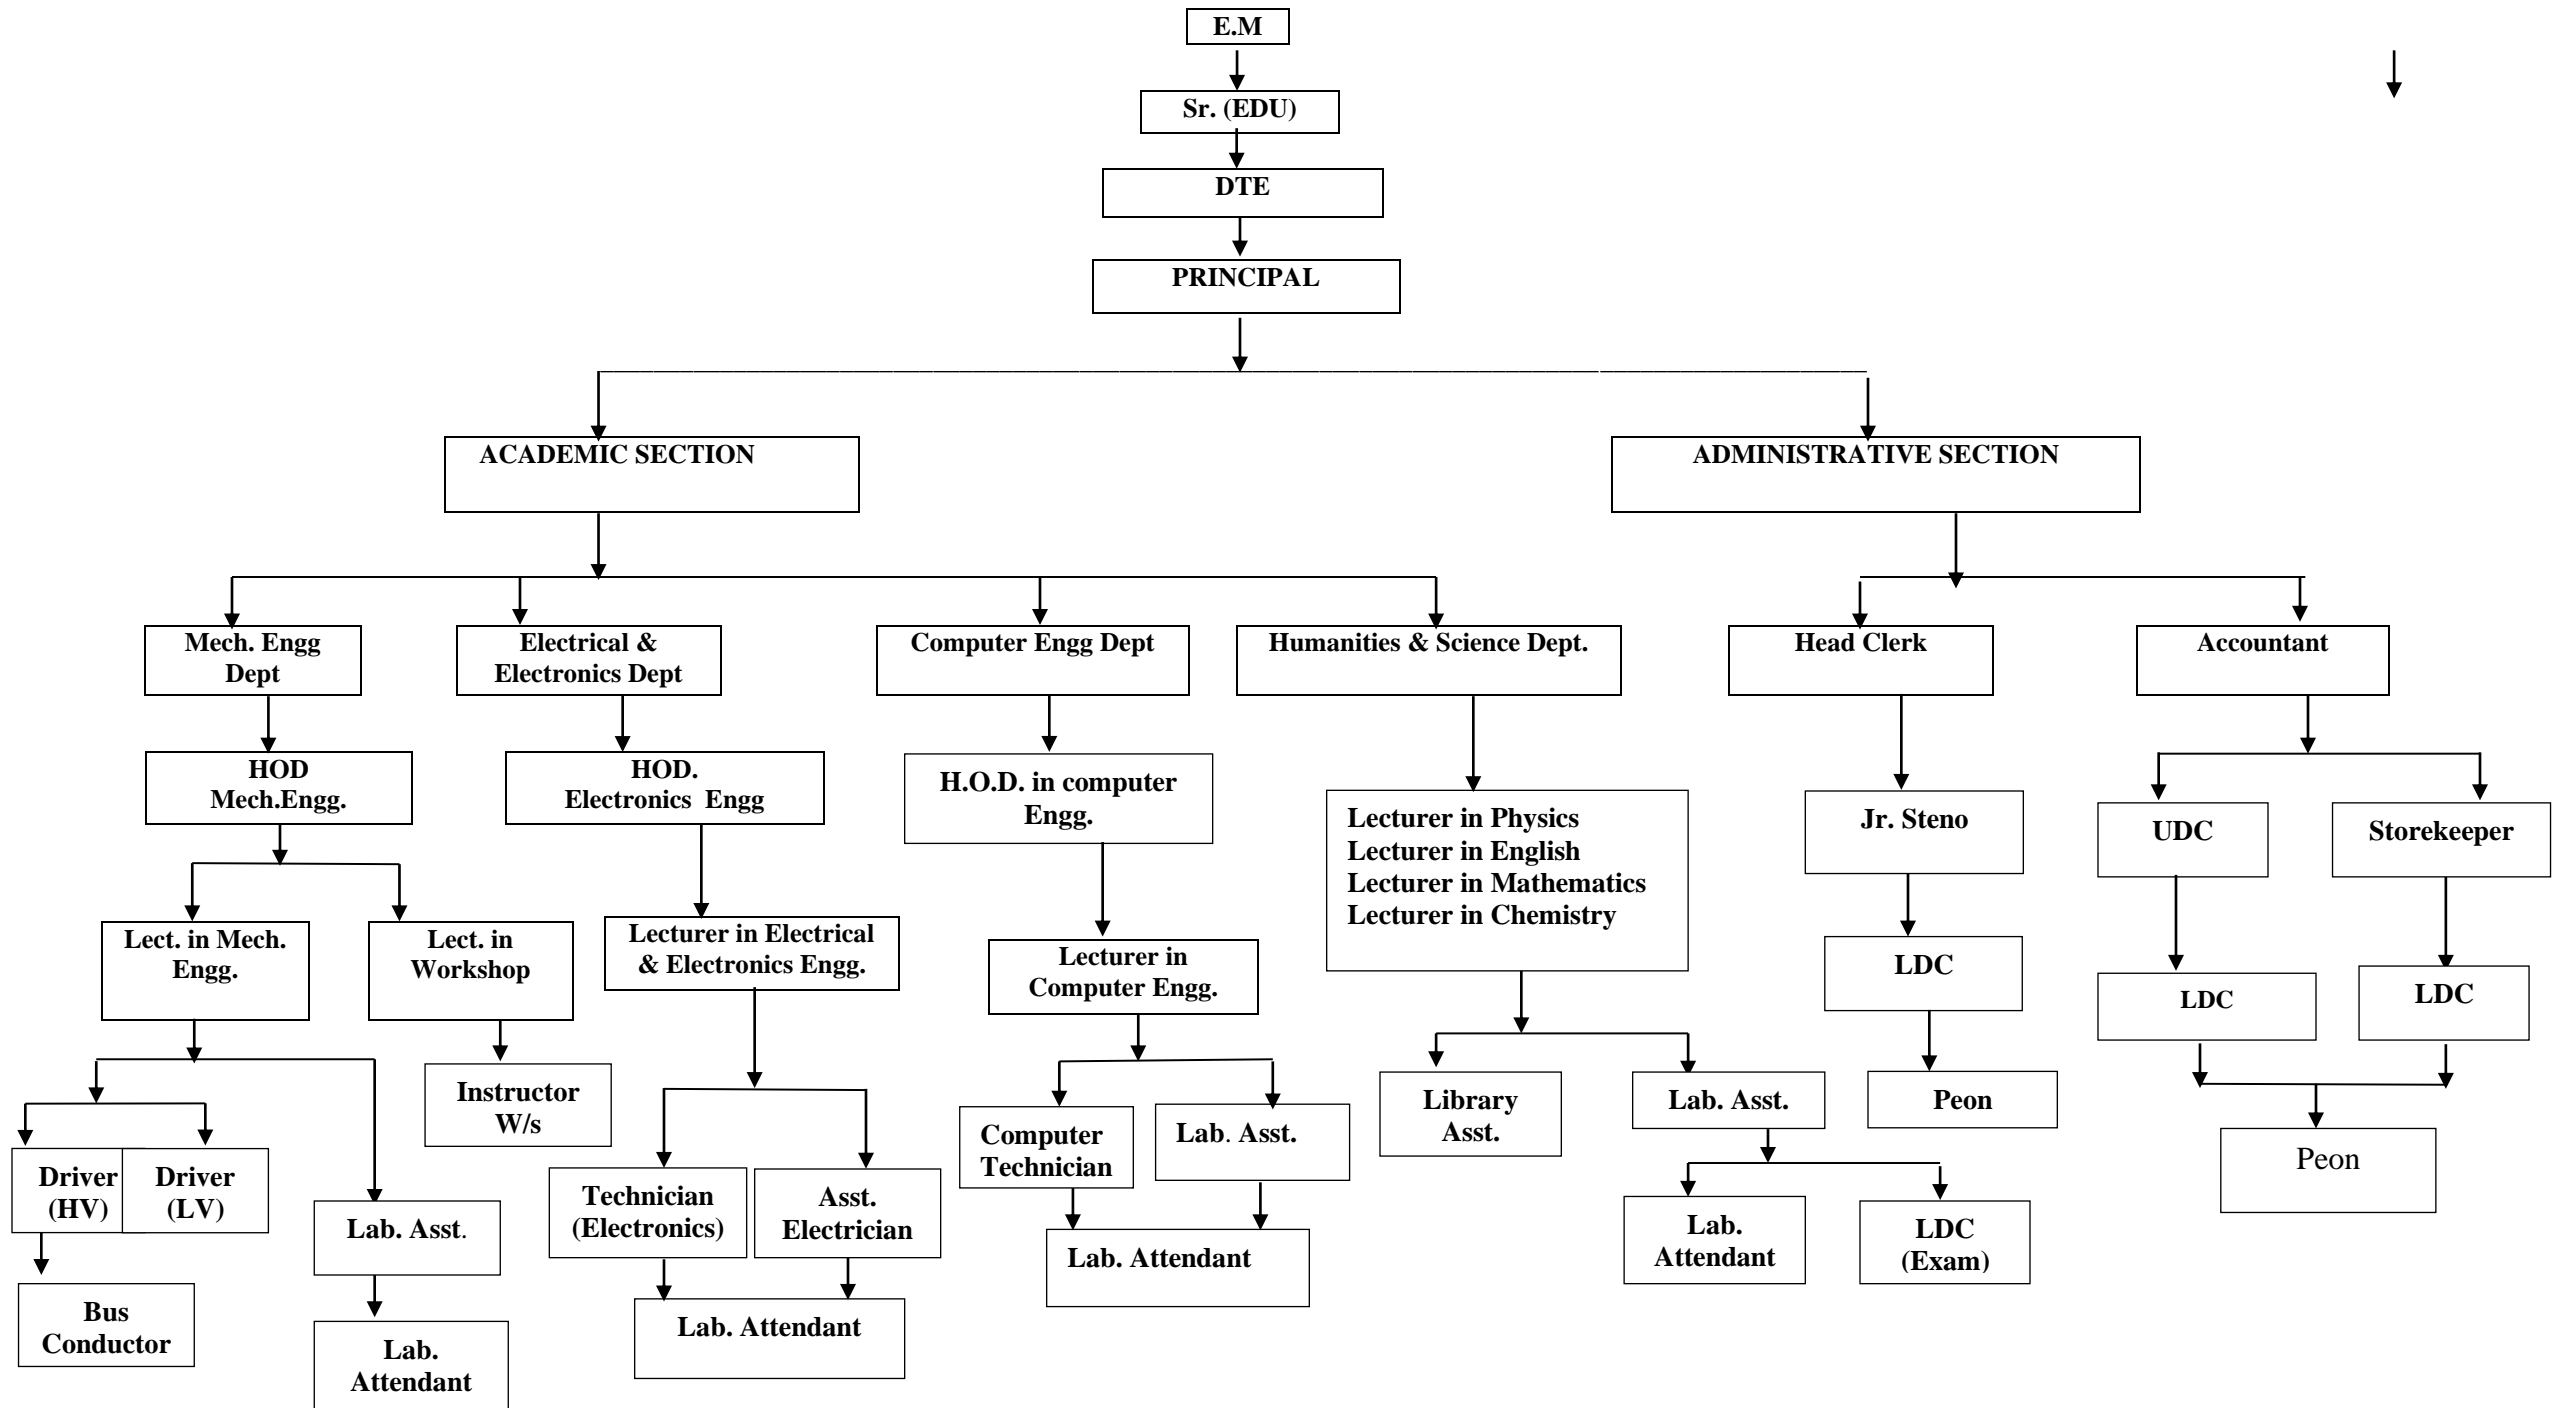 E.M
Sr. (EDU)
DTE
PRINCIPAL
ACADEMIC SECTION
ADMINISTRATIVE SECTION
Mech. Engg
Dept
Electrical &
Electronics Dept
Computer Engg Dept
Humanities & Science Dept.
Head Clerk
Accountant
HOD
Mech.Engg.
HOD.
Electronics  Engg
H.O.D. in computer
Engg.
Lecturer in Physics
Lecturer in English
Lecturer in Mathematics
Lecturer in Chemistry
Jr. Steno
UDC
Storekeeper
Lect. in Mech.
Engg.
Lect. in
Workshop
Lecturer in Electrical
& Electronics Engg.
Lecturer in
Computer Engg.
LDC
LDC
LDC
Instructor
W/s
Library
Asst.
Lab. Asst.
Peon
Driver
(HV)
Driver
(LV)
Lab. Asst.
Technician
(Electronics)
Asst.
Electrician
Computer
Technician
Lab. Asst.
Peon
Lab.
Attendant
LDC
(Exam)
Bus
Conductor
Lab.
Attendant
Lab. Attendant
Lab. Attendant